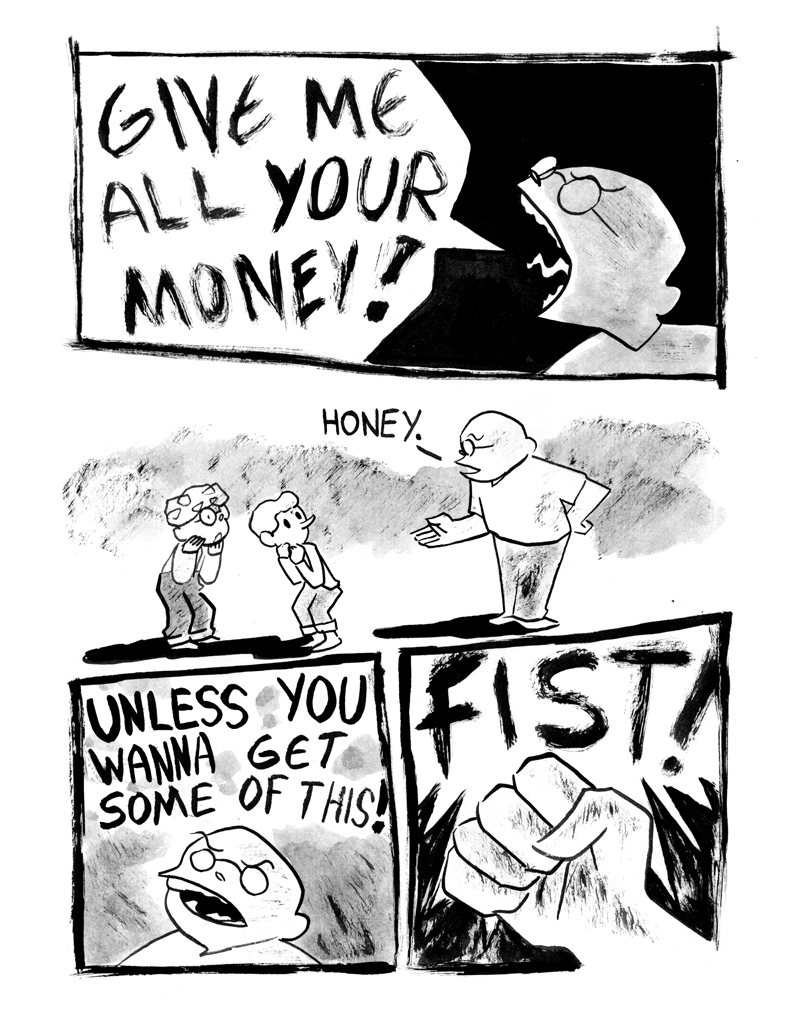 GIVE ME
ALL YOUR
MONEY!
HONEY.
UNLESS YOU
WANNA GET
SOME OF THIS!
FIST!